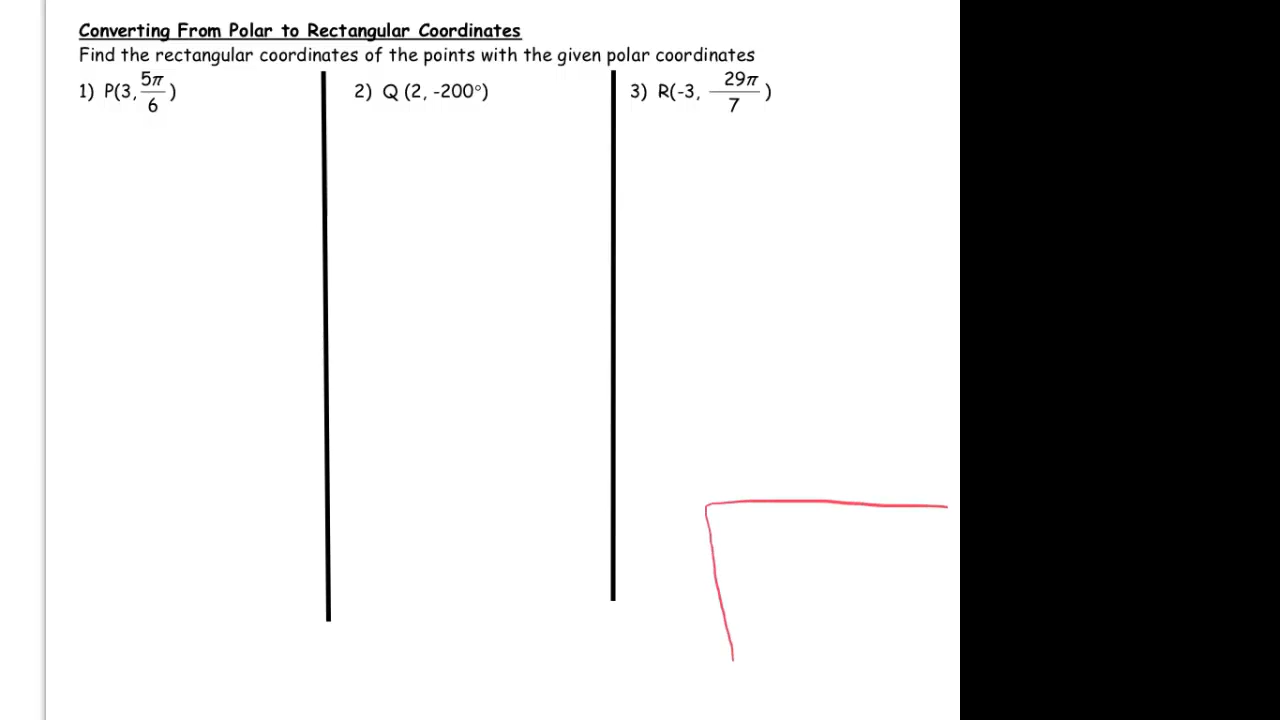 Converting From Polar to Rectangular Coordinates
Find the rectangular coordinates of the points with the given polar coordinates
1) P(3, 5π/6)
2) Q (2, -200°)
3) R(-3, 29π/7)